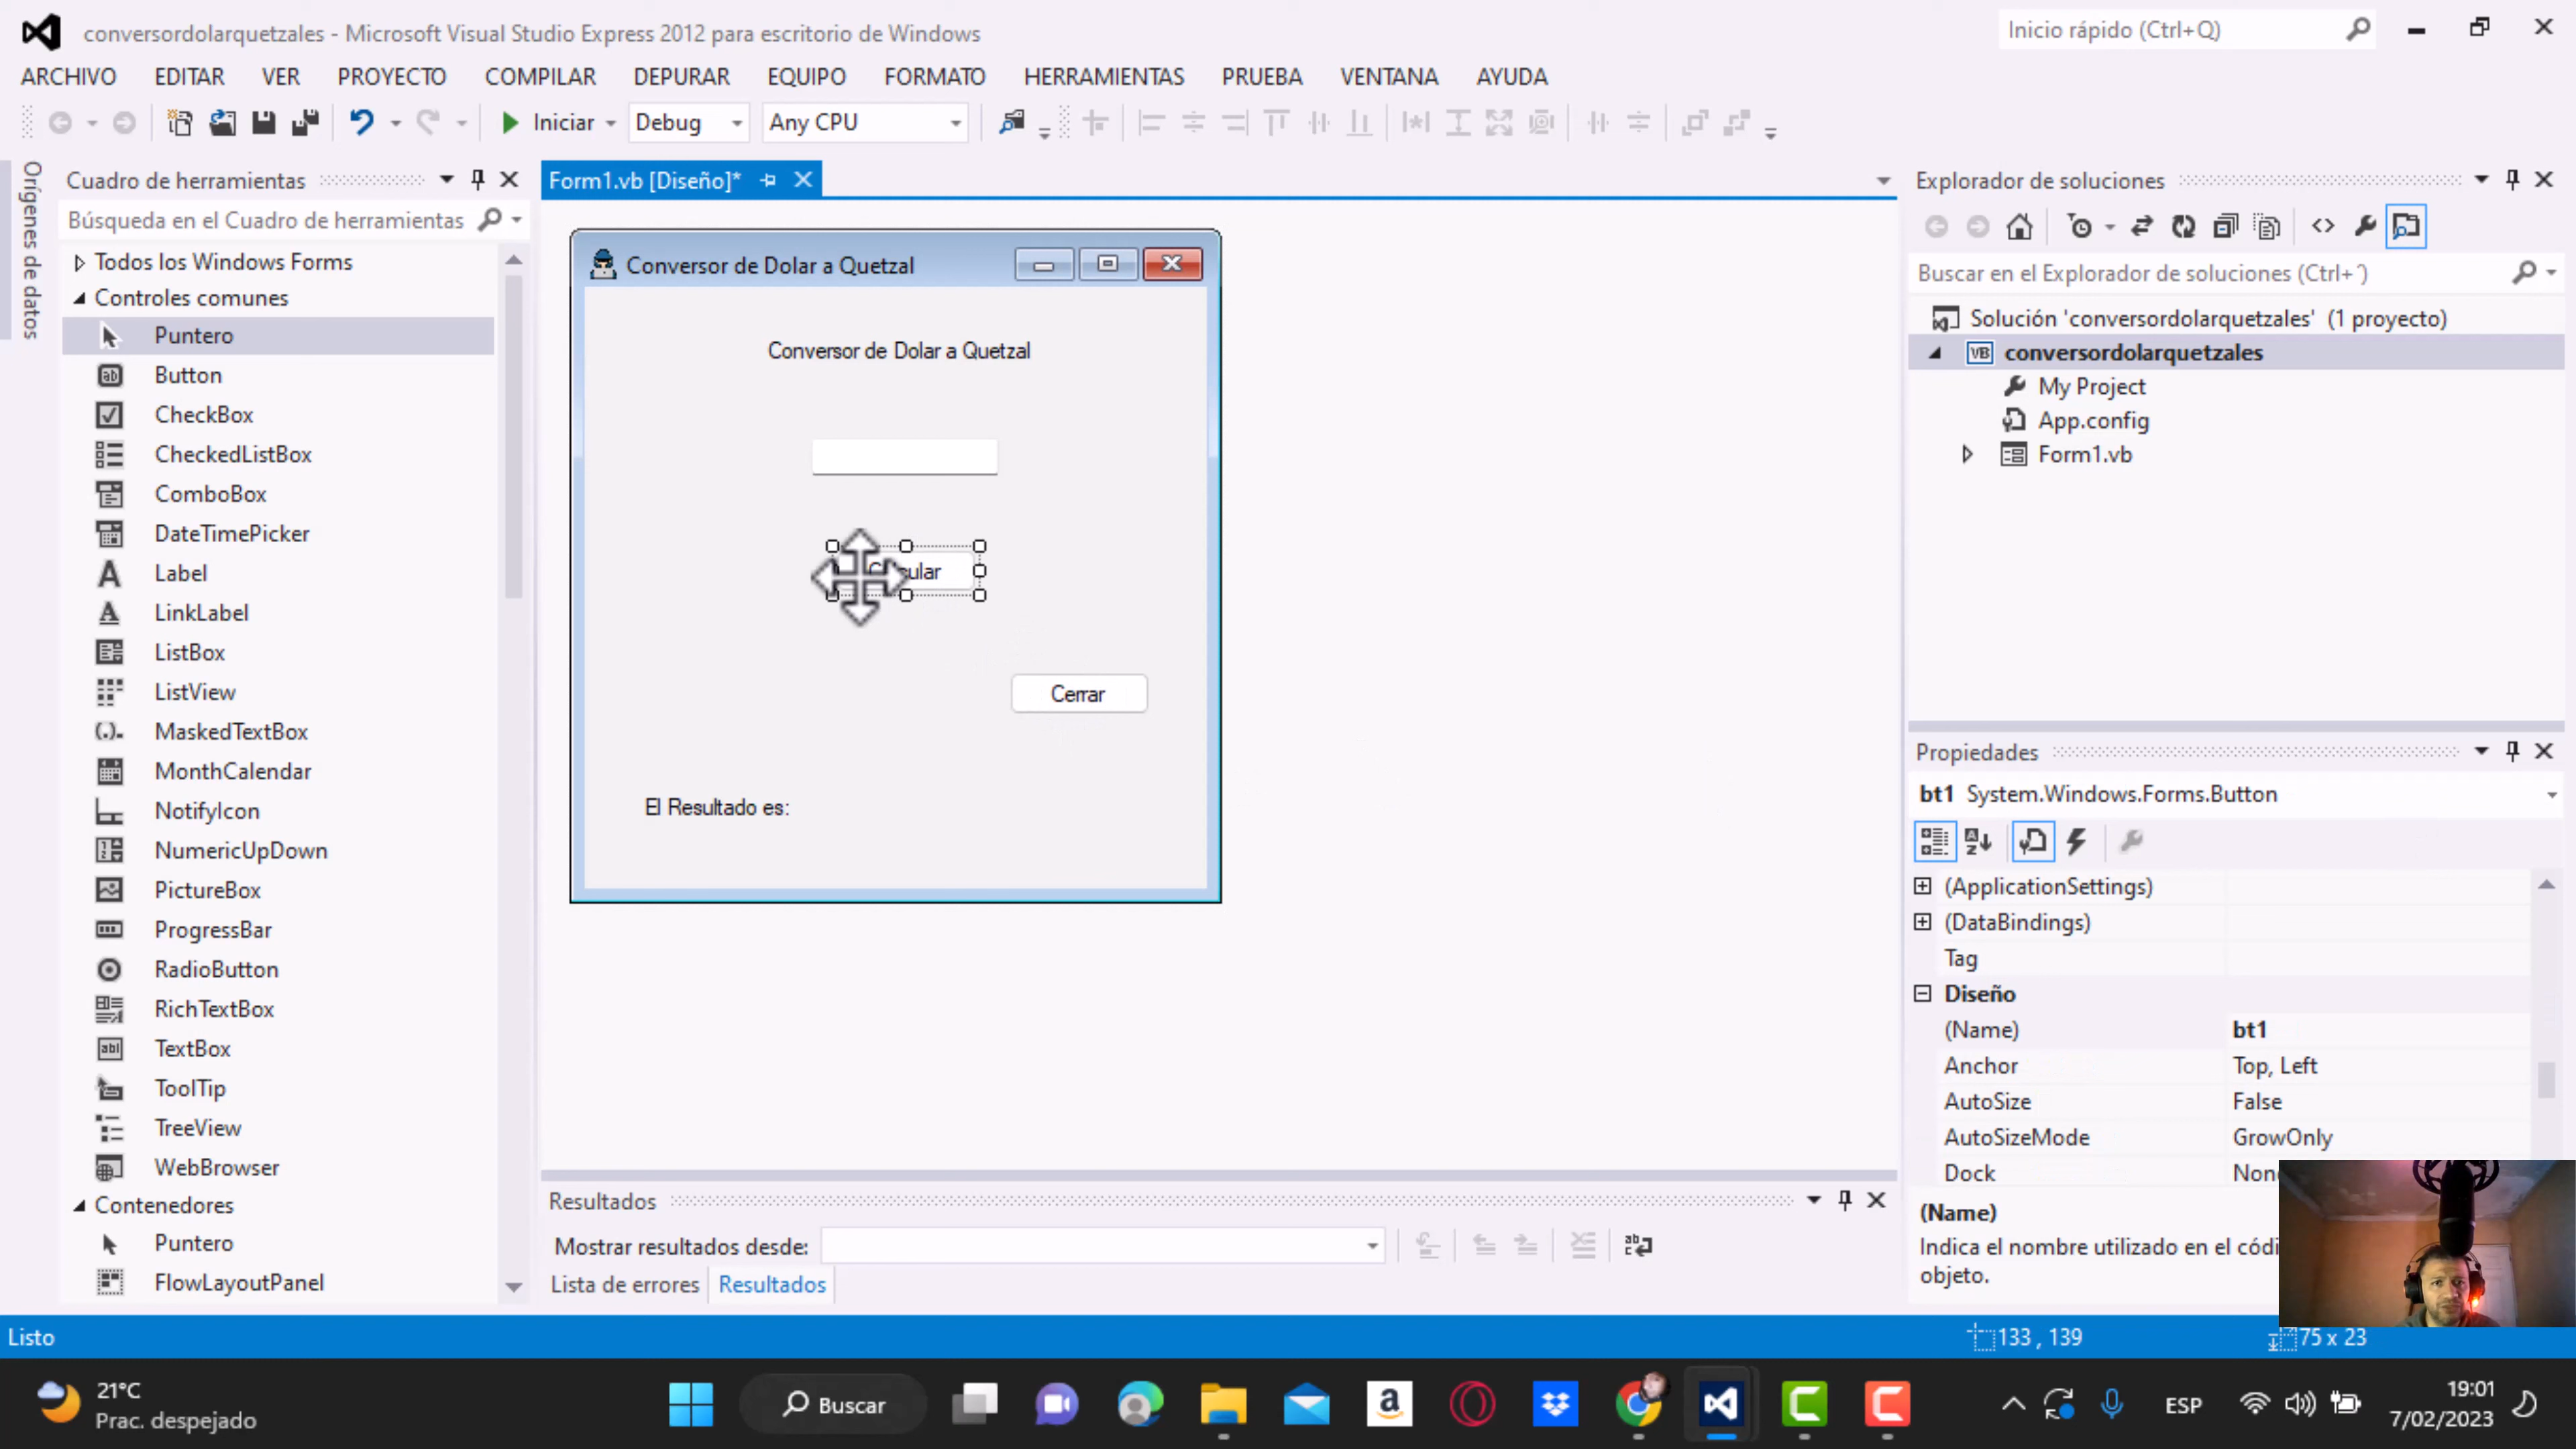 conversordolarquetzales - Microsoft Visual Studio Express 2012 para escritorio de Windows
Inicio rápido (Ctrl+Q)
ARCHIVO EDITAR VER PROYECTO COMPILAR DEPURAR EQUIPO FORMATO HERRAMIENTAS PRUEBA VENTANA AYUDA
Iniciar Debug Any CPU
Orígenes de datos
Cuadro de herramientas
Búsqueda en el Cuadro de herramientas
Todos los Windows Forms
Controles comunes
Puntero
Button
CheckBox
CheckedListBox
ComboBox
DateTimePicker
Label
LinkLabel
ListBox
ListView
MaskedTextBox
MonthCalendar
NotifyIcon
NumericUpDown
PictureBox
ProgressBar
RadioButton
RichTextBox
TextBox
ToolTip
TreeView
WebBrowser
Contenedores
Puntero
FlowLayoutPanel
Form1.vb [Diseño]*
Conversor de Dolar a Quetzal
Conversor de Dolar a Quetzal
Cerrar
El Resultado es:
Resultados
Mostrar resultados desde:
Lista de errores Resultados
Explorador de soluciones
Buscar en el Explorador de soluciones (Ctrl+´)
Solución 'conversordolarquetzales' (1 proyecto)
conversordolarquetzales
My Project
App.config
Form1.vb
Propiedades
bt1 System.Windows.Forms.Button
(ApplicationSettings)
(DataBindings)
Tag
Diseño
(Name) bt1
Anchor Top, Left
AutoSize False
AutoSizeMode GrowOnly
Dock
(Name)
Indica el nombre utilizado en el
objeto.
Listo
133 , 139
75 x 23
21°C
Prac. despejado
Buscar
ESP
19:01
7/02/2023